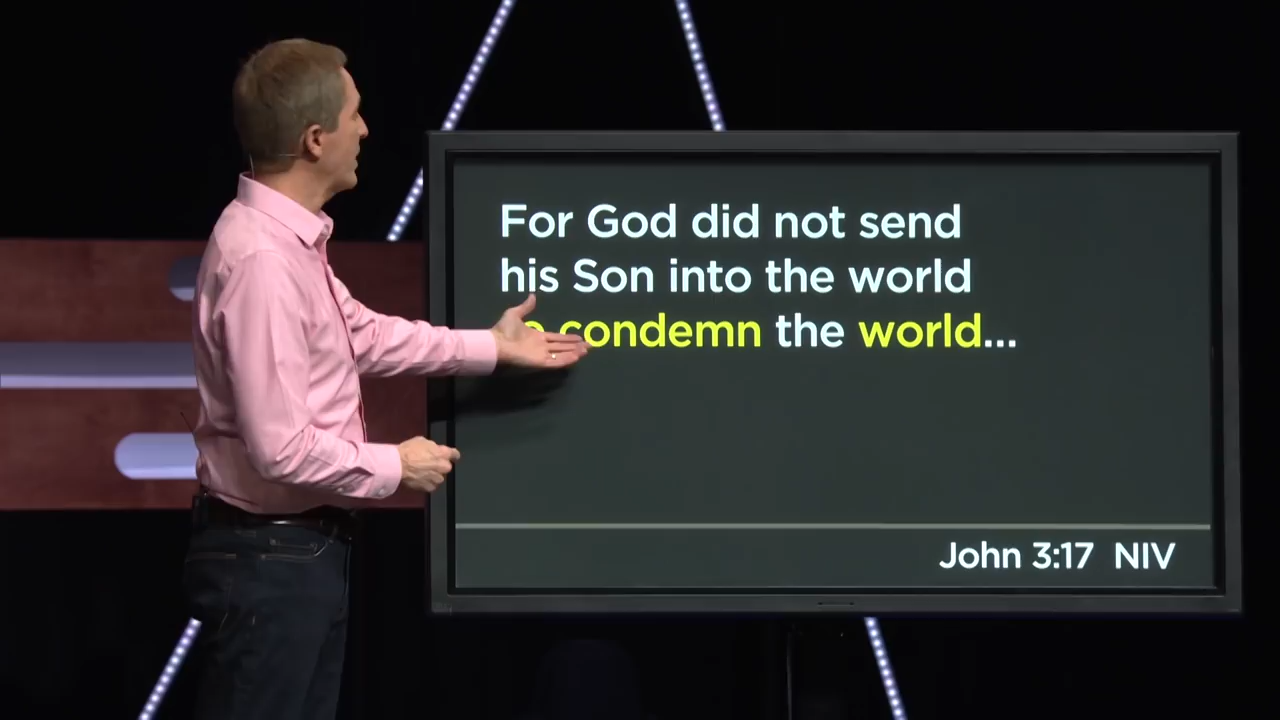 For God did not send
his Son into the world
condemn the world...
John 3:17 NIV